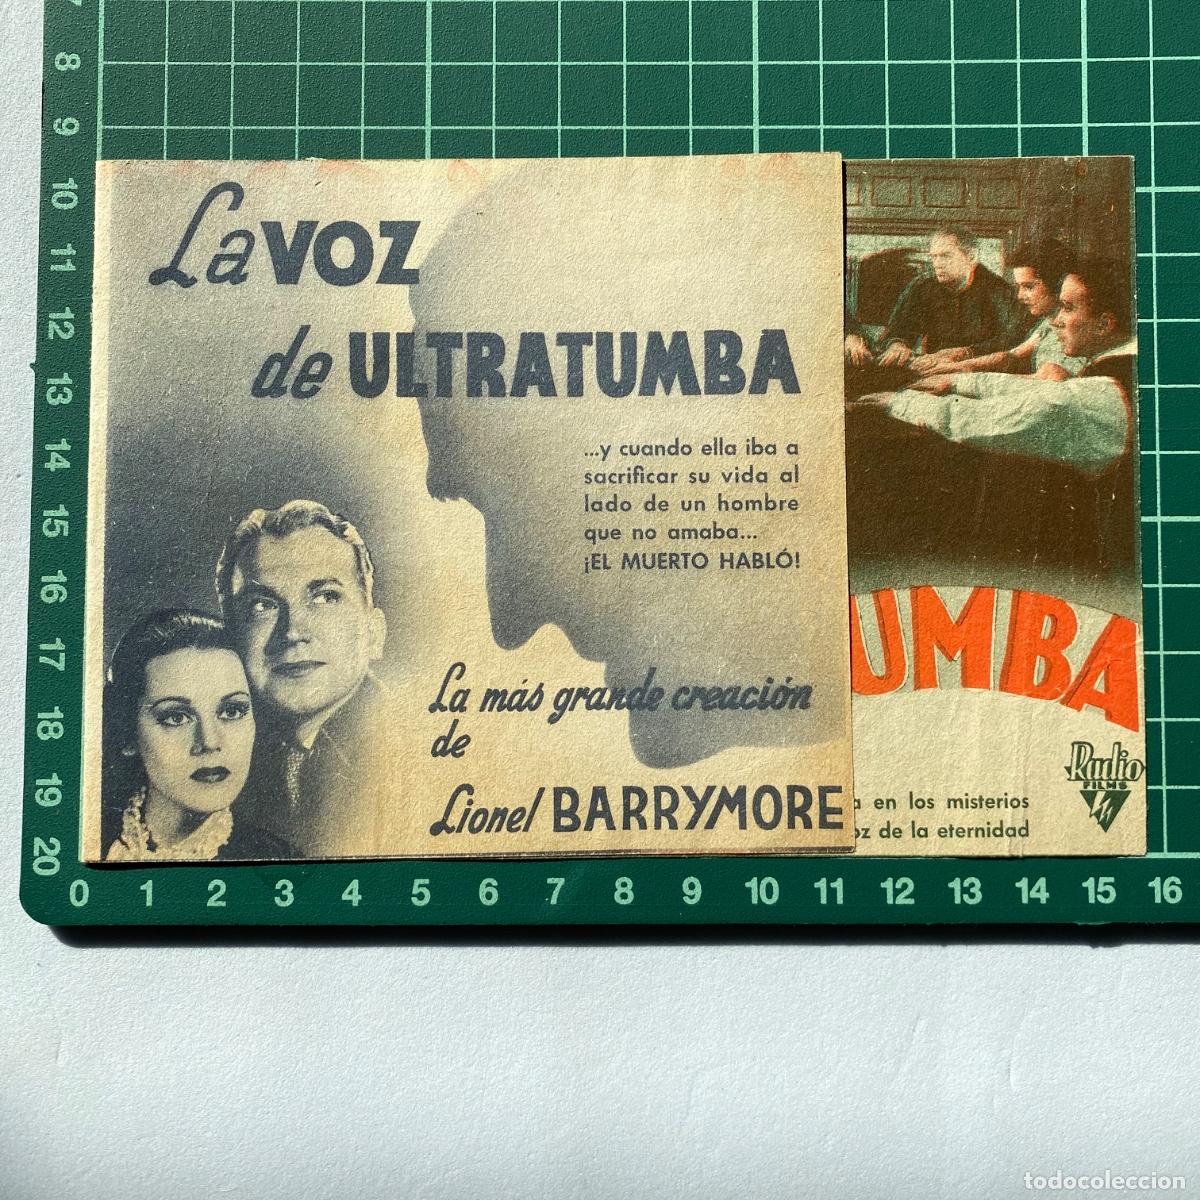 La VOZ
de ULTRATUMBA
...y cuando ella iba a
sacrificar su vida al
lado de un hombre
que no amaba...
¡EL MUERTO HABLÓ!
La más grande creación
de
Lionel BARRYMORE
UMBA
Radio
FILMS
a en los misterios
oz de la eternidad
8
9
10
11
12
13
14
15
16
17
18
19
20
0 1 2 3 4 5 6 7 8 9 10 11 12 13 14 15 16
todocoleccion